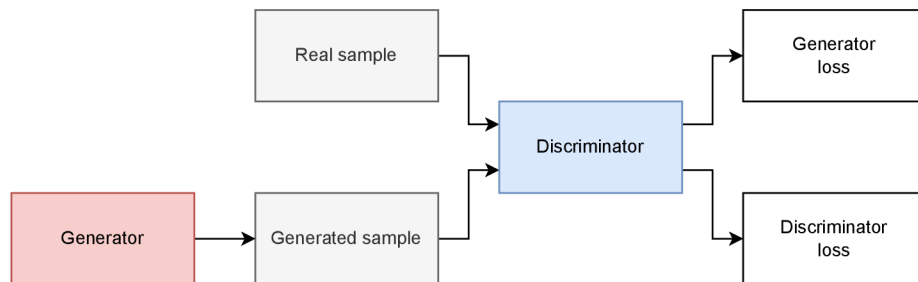 Real sample
Generator
loss
Discriminator
Generator
Generated sample
Discriminator
loss